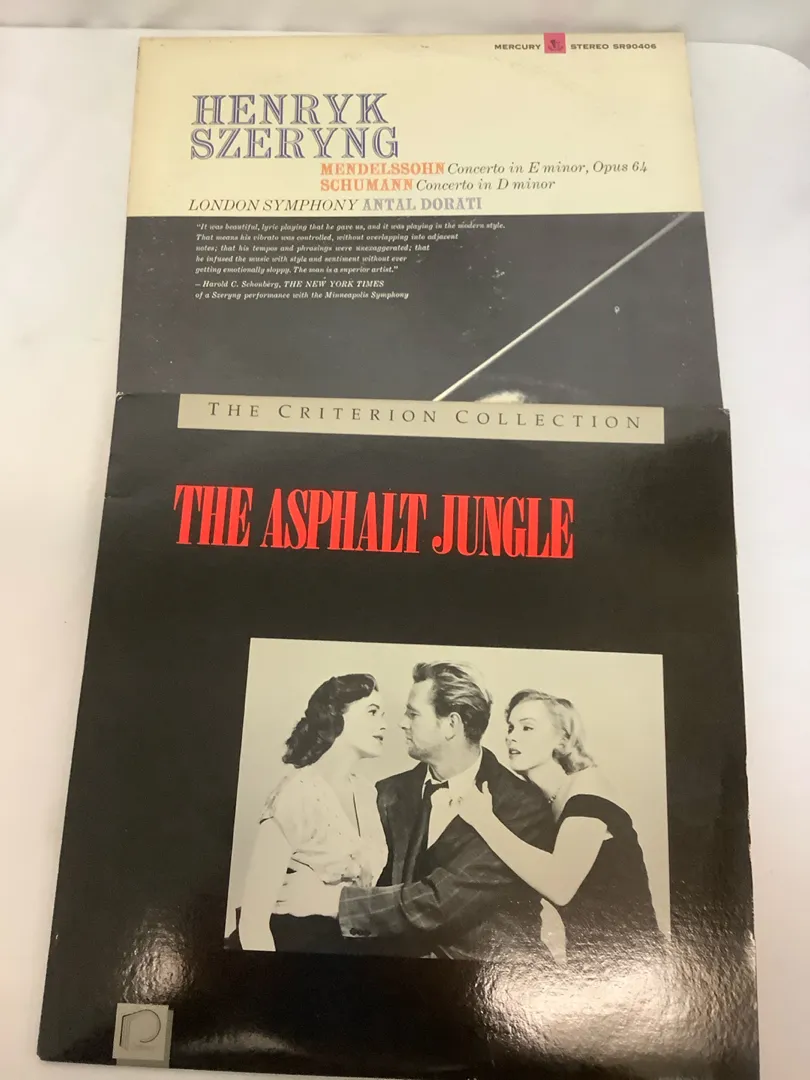 MERCURY STEREO SR90406
HENRYK
SZERYNG
MENDELSSOHN Concerto in E minor, Opus 64
SCHUMANN Concerto in D minor
LONDON SYMPHONY ANTAL DORATI
"It was beautiful, lyric playing that he gave us, and it was playing in the modern style.
That means his vibrato was controlled, without overlapping into adjacent
notes; that his tempos and phrasings were unexaggerated; that
he infused the music with style and sentiment without ever
getting emotionally sloppy. The man is a superior artist."
—Harold C. Schonberg, THE NEW YORK TIMES
of a Szeryng performance with the Minneapolis Symphony
THE CRITERION COLLECTION
THE ASPHALT JUNGLE